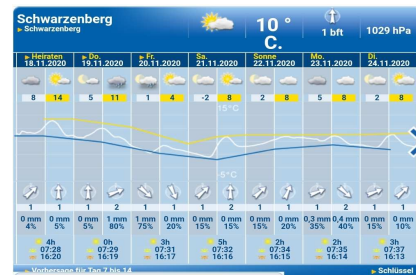 Schwarzenberg
► Schwarzenberg
10 ° C.
1 bft
1029 hPa
► Heiraten ► Do. ► Fr. Sa. Sonne Mo. Di.
18.11.2020 19.11.2020 20.11.2020 21.11.2020 22.11.2020 23.11.2020 24.11.2020
8 14 5 11 1 4 -2 8 2 8 5 8 2 8
15°C
-5°C
1 1 1 2 1 1 1 2 1 1 1 2 1 1
0 mm 0 mm 0 mm 1 mm 1 mm 0 mm 0 mm 0 mm 0 mm 0 mm 0,3 mm 0,4 mm 0 mm 0 mm
4% 5% 5% 80% 75% 20% 15% 15% 15% 20% 35% 40% 15% 10%
4h 0h 3h 5h 2h 2h 3h
07:28 07:29 07:31 07:32 07:34 07:35 07:37
16:20 16:19 16:17 16:16 16:15 16:14 16:13
► Vorhersage für Tag 7 bis 14 ► Schlüssel